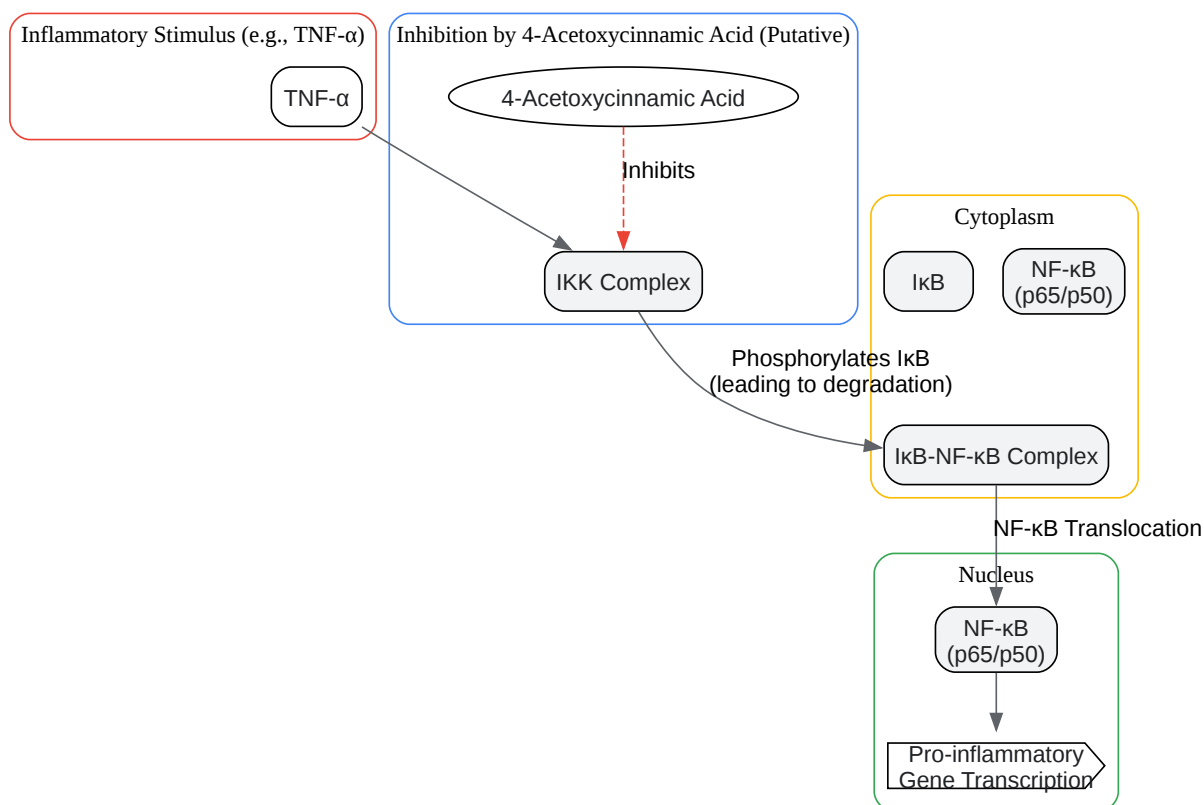 Inflammatory Stimulus (e.g., TNF-α)
TNF-α
Inhibition by 4-Acetoxycinnamic Acid (Putative)
4-Acetoxycinnamic Acid
Inhibits
IKK Complex
Cytoplasm
IκB
NF-κB
(p65/p50)
Phosphorylates IκB
(leading to degradation)
IκB-NF-κB Complex
NF-κB Translocation
Nucleus
NF-κB
(p65/p50)
Pro-inflammatory
Gene Transcription